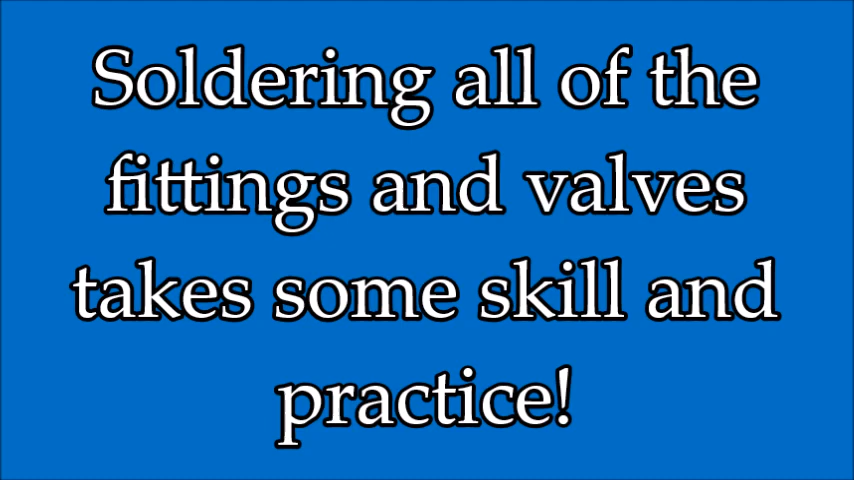 Soldering all of the
fittings and valves
takes some skill and
practice!